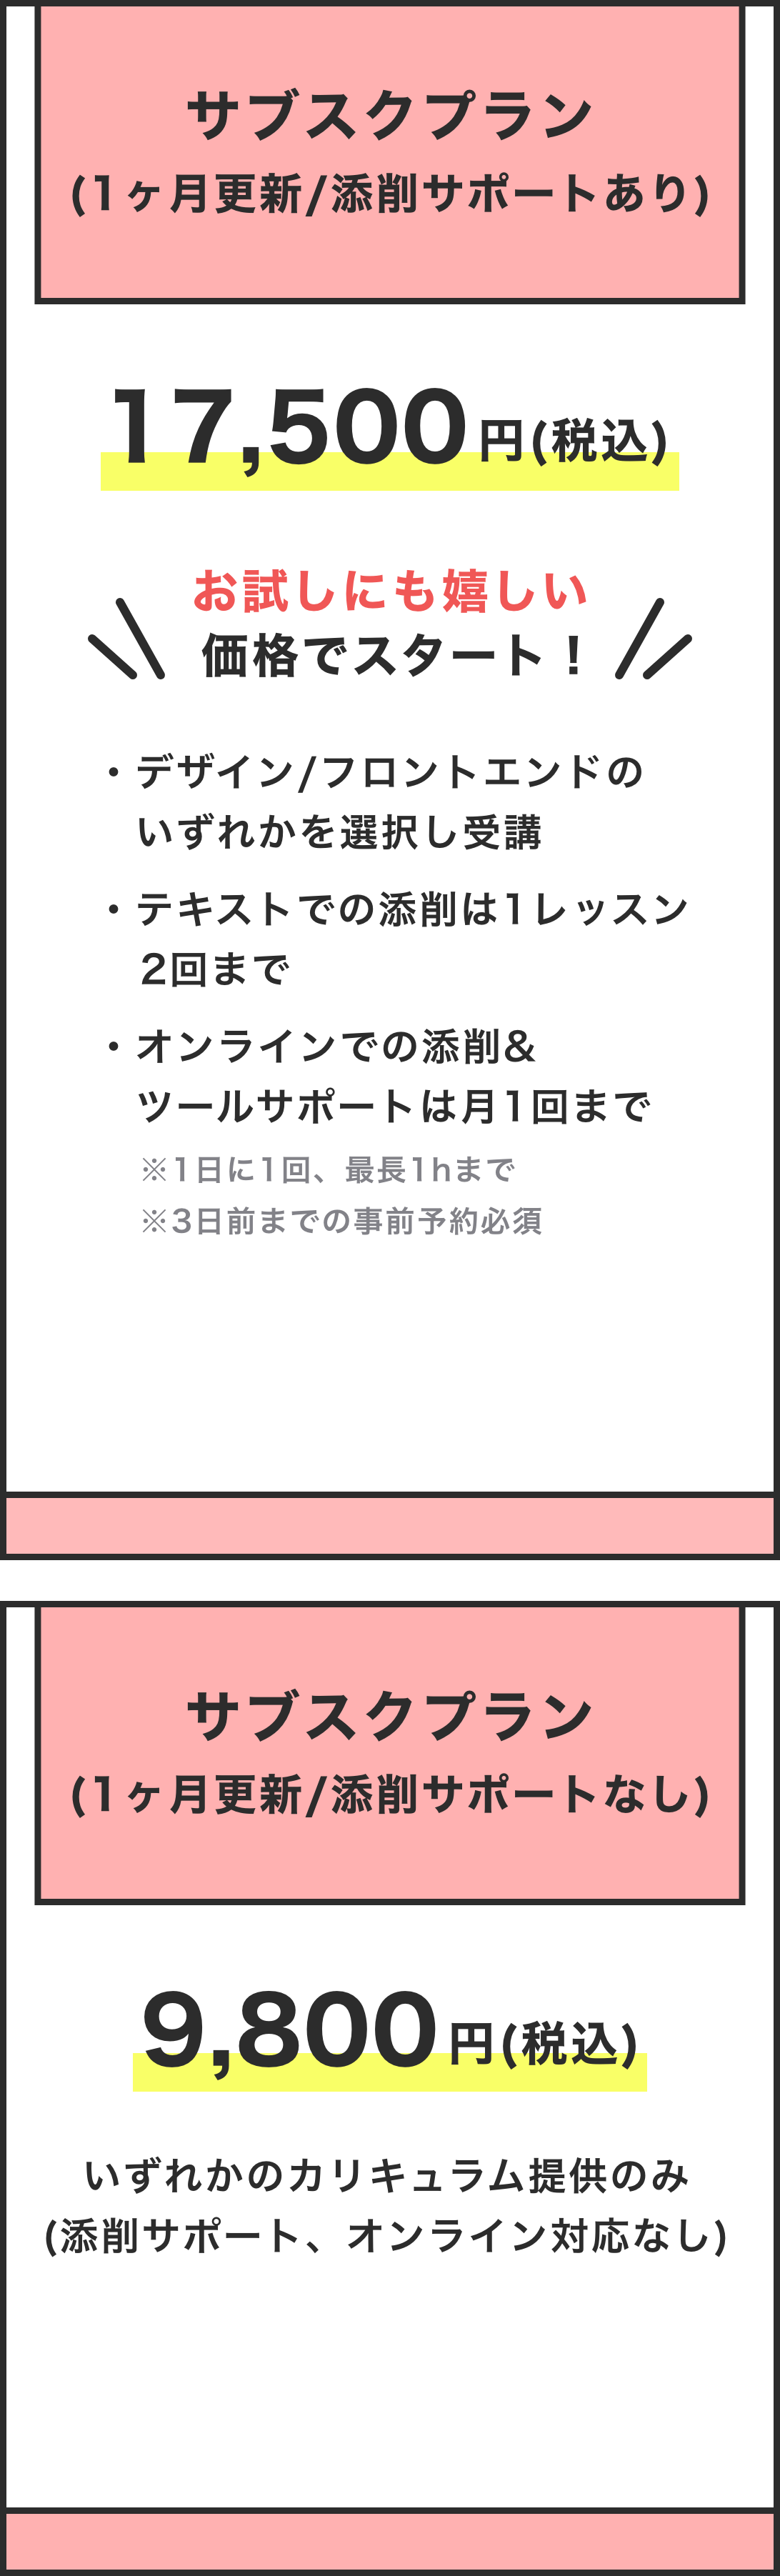 サブスクプラン
(1ヶ月更新/添削サポートあり)
17,500円(税込)
お試しにも嬉しい
価格でスタート！
・デザイン/フロントエンドの
いずれかを選択し受講
・テキストでの添削は1レッスン
2回まで
・オンラインでの添削&
ツールサポートは月1回まで
※1日に1回、最長1hまで
※3日前までの事前予約必須
サブスクプラン
(1ヶ月更新/添削サポートなし)
9,800円(税込)
いずれかのカリキュラム提供のみ
(添削サポート、オンライン対応なし)